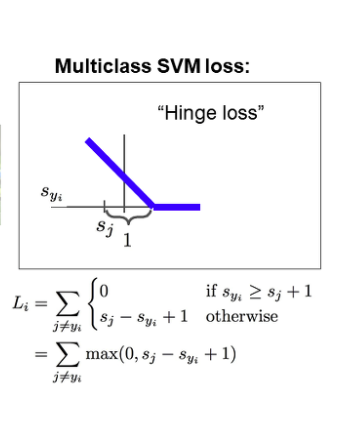 Multiclass SVM loss:
“Hinge loss”
s_{y_i}
s_j
1
L_i = \sum_{j \neq y_i} \begin{cases} 0 & \text{if } s_{y_i} \geq s_j + 1 \\ s_j - s_{y_i} + 1 & \text{otherwise} \end{cases}
= \sum_{j \neq y_i} \max(0, s_j - s_{y_i} + 1)